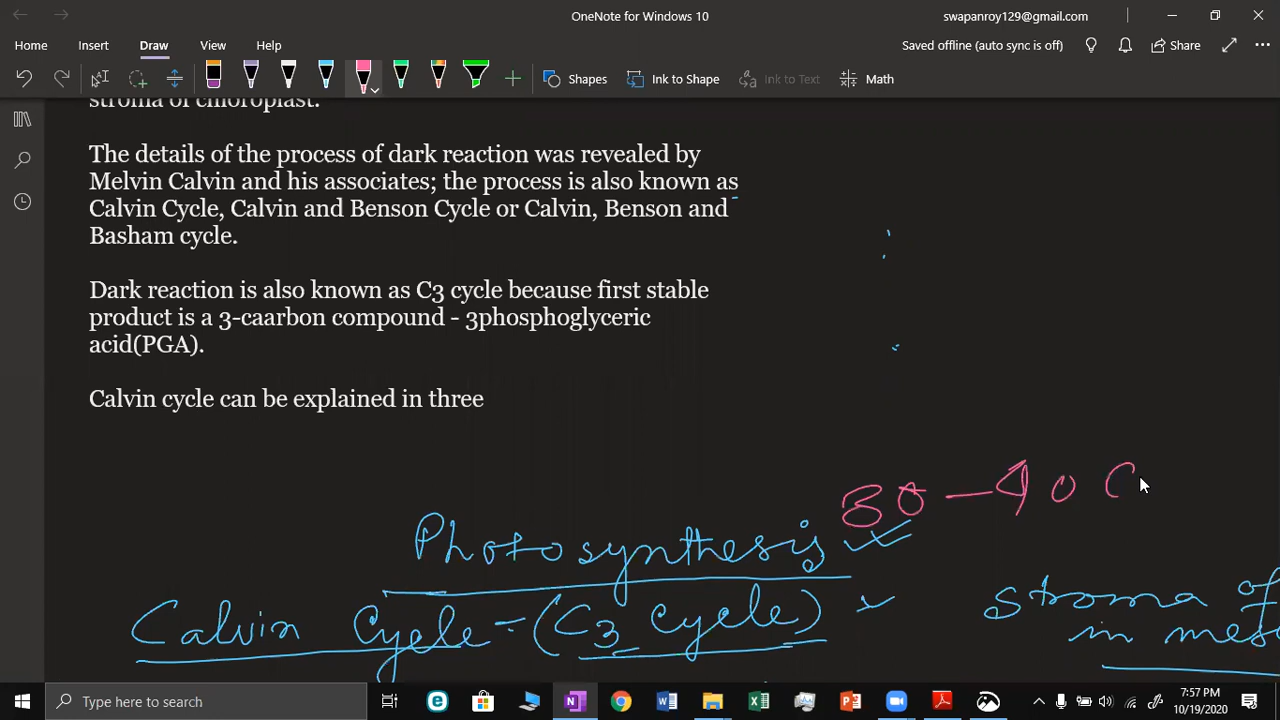 OneNote for Windows 10
swapanroy129@gmail.com
Home Insert Draw View Help
Saved offline (auto sync is off) Share
Shapes Ink to Shape Ink to Text Math
stroma of chloroplast.
The details of the process of dark reaction was revealed by
Melvin Calvin and his associates; the process is also known as
Calvin Cycle, Calvin and Benson Cycle or Calvin, Benson and
Basham cycle.
Dark reaction is also known as C3 cycle because first stable
product is a 3-caarbon compound - 3phosphoglyceric
acid(PGA).
Calvin cycle can be explained in three
30-40 C
Photosynthesis
Calvin Cycle - (C3 cycle)
stroma of
in mes
Type here to search
7:57 PM
10/19/2020